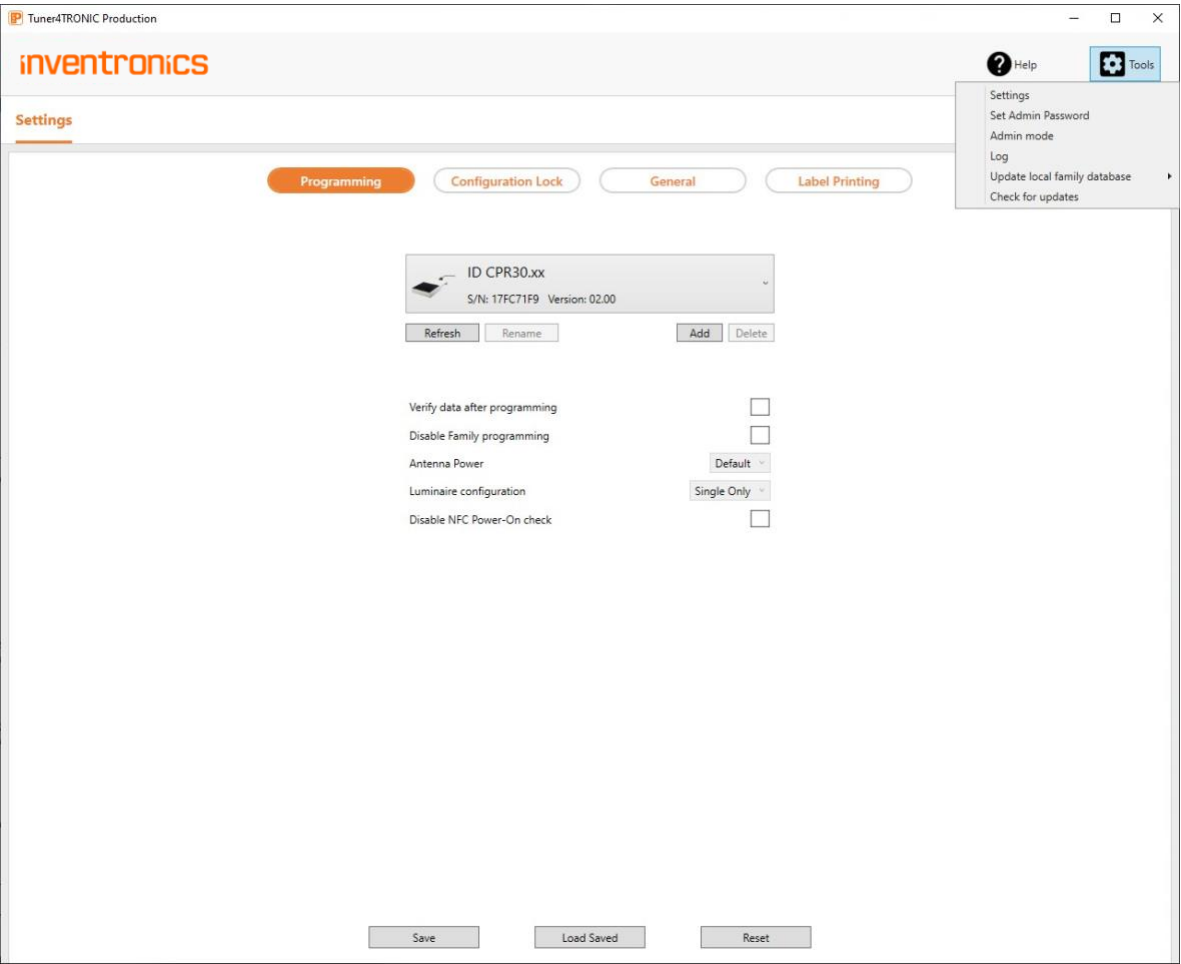 Tuner4TRONIC Production
inventronics
Help
Tools
Settings
Set Admin Password
Admin mode
Log
Update local family database
Check for updates
Settings
Programming
Configuration Lock
General
Label Printing
ID CPR30.xx
S/N: 17FC71F9 Version: 02.00
Refresh
Rename
Add
Delete
Verify data after programming
Disable Family programming
Antenna Power
Default
Luminaire configuration
Single Only
Disable NFC Power-On check
Save
Load Saved
Reset